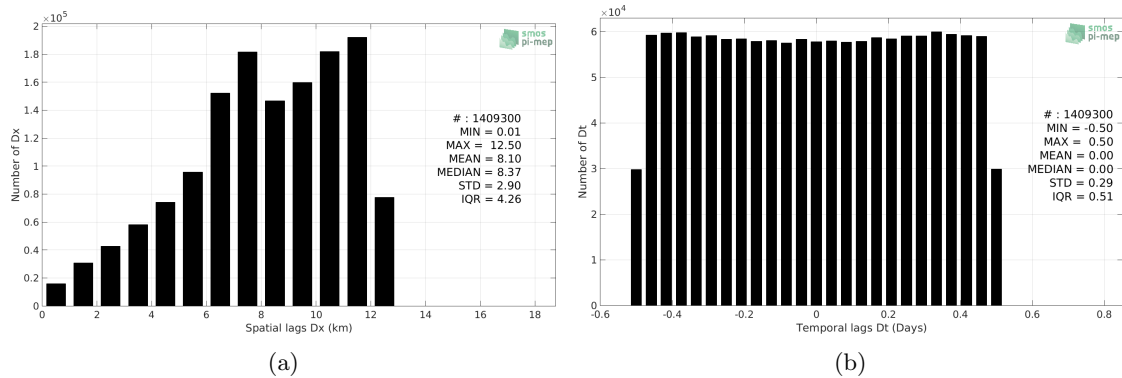 ×10⁵
2
1.8
1.6
1.4
1.2
1
0.8
0.6
0.4
0.2
0
Number of Dx
0 2 4 6 8 10 12 14 16 18
Spatial lags Dx (km)
smos
pi-mep
# : 1409300
MIN = 0.01
MAX = 12.50
MEAN = 8.10
MEDIAN = 8.37
STD = 2.90
IQR = 4.26
(a)
×10⁴
6
5
4
3
2
1
0
Number of Dt
-0.6 -0.4 -0.2 0 0.2 0.4 0.6 0.8
Temporal lags Dt (Days)
smos
pi-mep
# : 1409300
MIN = -0.50
MAX = 0.50
MEAN = 0.00
MEDIAN = 0.00
STD = 0.29
IQR = 0.51
(b)